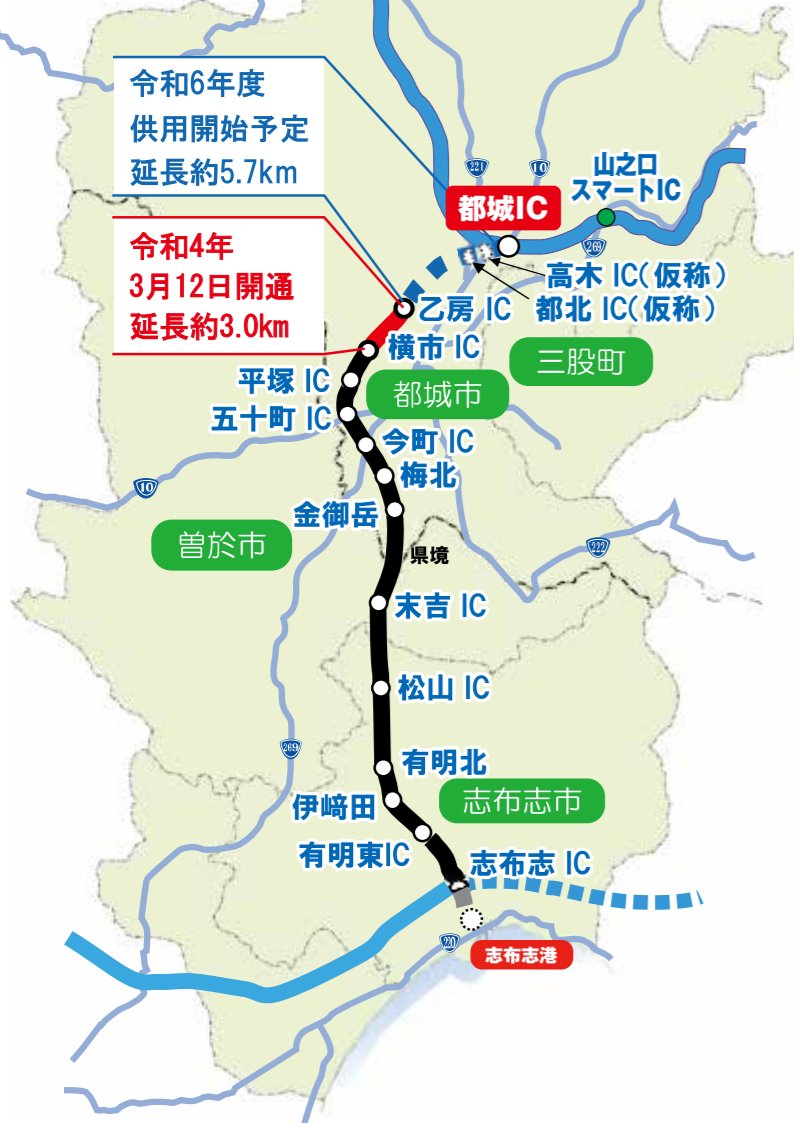 令和6年度
供用開始予定
延長約5.7km
221
10
山之口
スマートIC
都城IC
269
令和4年
3月12日開通
延長約3.0km
高木 IC(仮称)
都北 IC(仮称)
乙房 IC
横市 IC
三股町
平塚 IC
都城市
五十町 IC
今町 IC
梅北
10
金御岳
曽於市
県境
222
末吉 IC
松山 IC
269
有明北
伊﨑田
志布志市
有明東IC
志布志 IC
220
志布志港